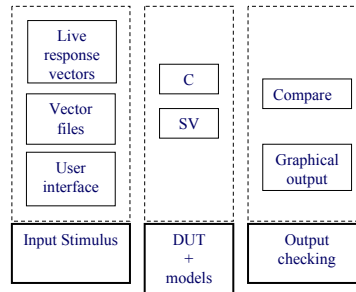 Live
response
vectors
Vector
files
User
interface
Input Stimulus
C
SV
DUT
+
models
Compare
Graphical
output
Output
checking